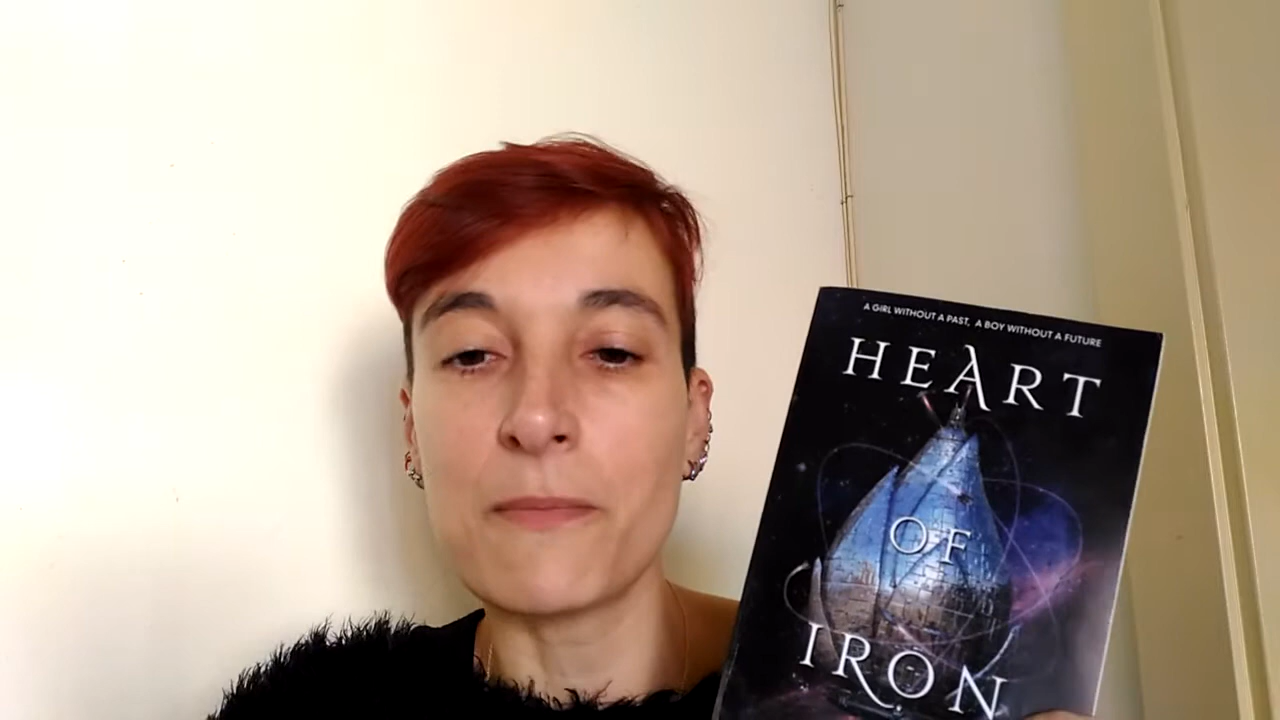 A GIRL WITHOUT A PAST, A BOY WITHOUT A FUTURE
HEART
OF
IRON